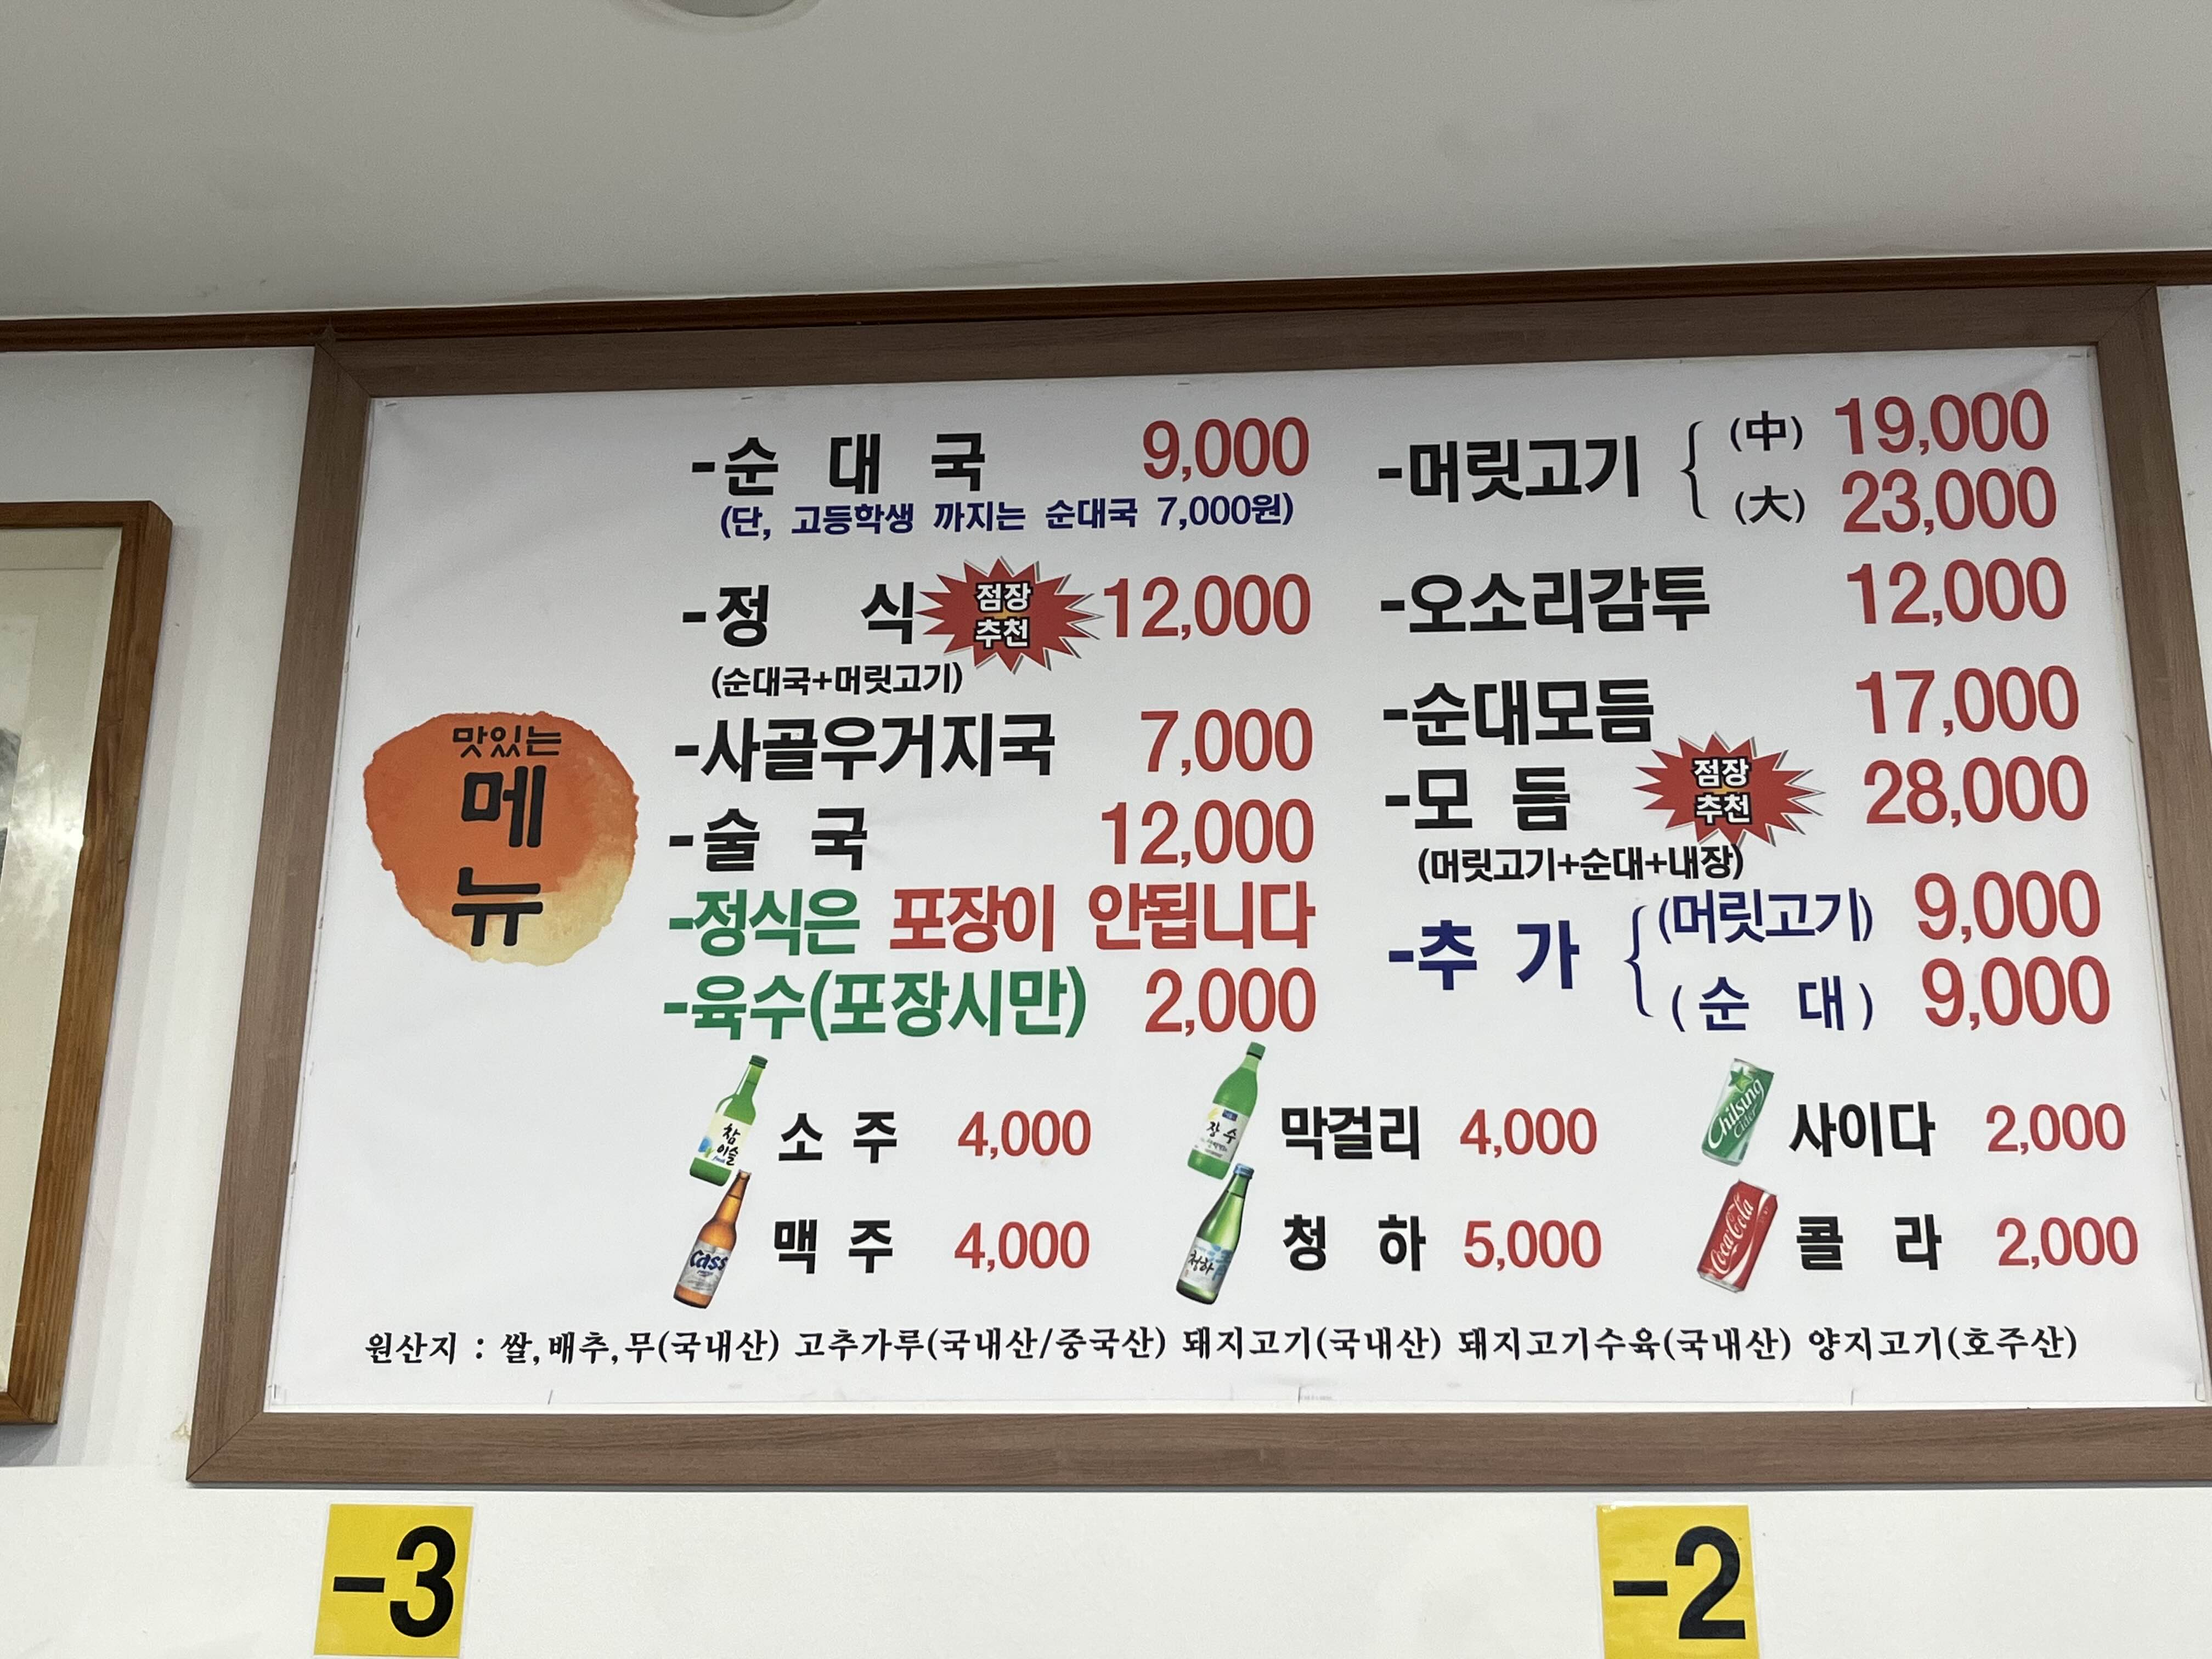 맛있는
메
뉴
-순 대 국 9,000
(단, 고등학생 까지는 순대국 7,000원)
-정 식 점장 추천 12,000
(순대국+머릿고기)
-사골우거지국 7,000
-술 국 12,000
-정식은 포장이 안됩니다
-육수(포장시만) 2,000
-머릿고기 (中) 19,000
(大) 23,000
-오소리감투 12,000
-순대모듬 17,000
-모 듬 점장 추천 28,000
(머릿고기+순대+내장)
-추 가 (머릿고기) 9,000
(순 대) 9,000
참이슬 소 주 4,000
장수 막걸리 4,000
Chilsung Cider 사이다 2,000
Cass 맥 주 4,000
청하 청 하 5,000
Coca-Cola 콜 라 2,000
원산지 : 쌀,배추,무(국내산) 고추가루(국내산/중국산) 돼지고기(국내산) 돼지고기수육(국내산) 양지고기(호주산)
-3
-2